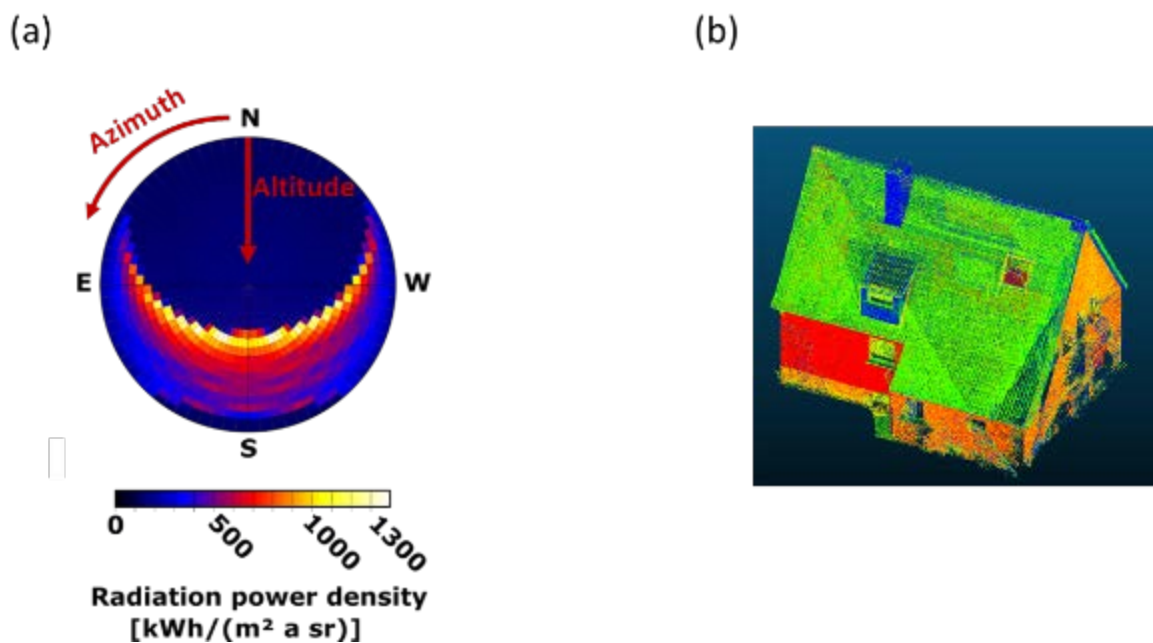 (a)
(b)
Azimuth
N
Altitude
E
W
S
0
500
1000
1300
Radiation power density
[kWh/(m² a sr)]